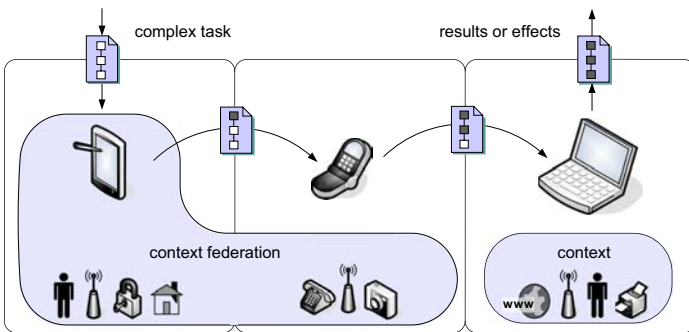 complex task
results or effects
context federation
context
www